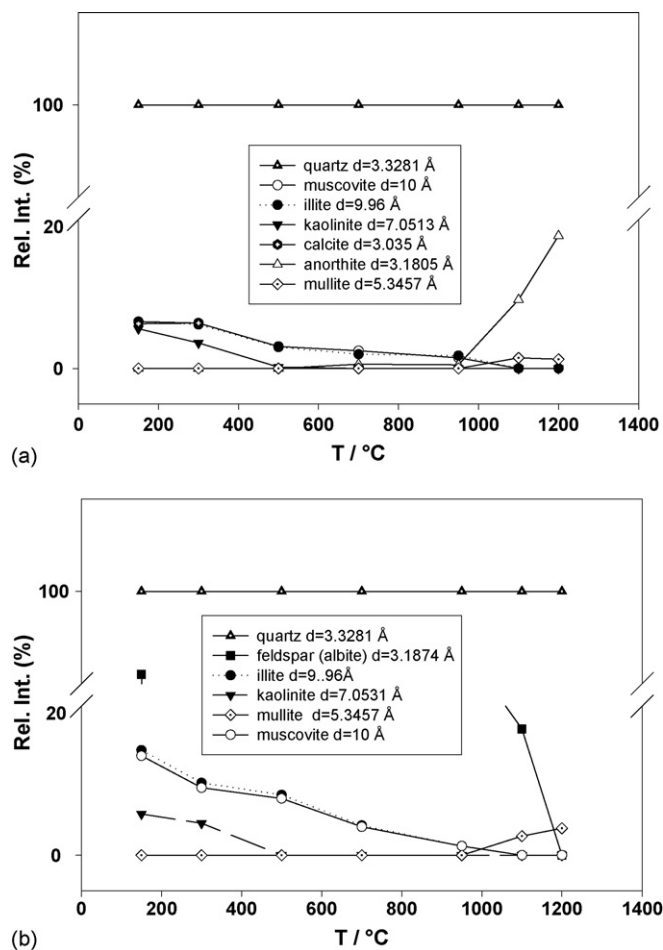 100
20
0
Rel. Int. (%)
quartz d=3.3281 Å
muscovite d=10 Å
illite d=9.96 Å
kaolinite d=7.0513 Å
calcite d=3.035 Å
anorthite d=3.1805 Å
mullite d=5.3457 Å
0 200 400 600 800 1000 1200 1400
T / °C
(a)
100
20
0
Rel. Int. (%)
quartz d=3.3281 Å
feldspar (albite) d=3.1874 Å
illite d=9..96Å
kaolinite d=7.0531 Å
mullite d=5.3457 Å
muscovite d=10 Å
0 200 400 600 800 1000 1200 1400
T / °C
(b)